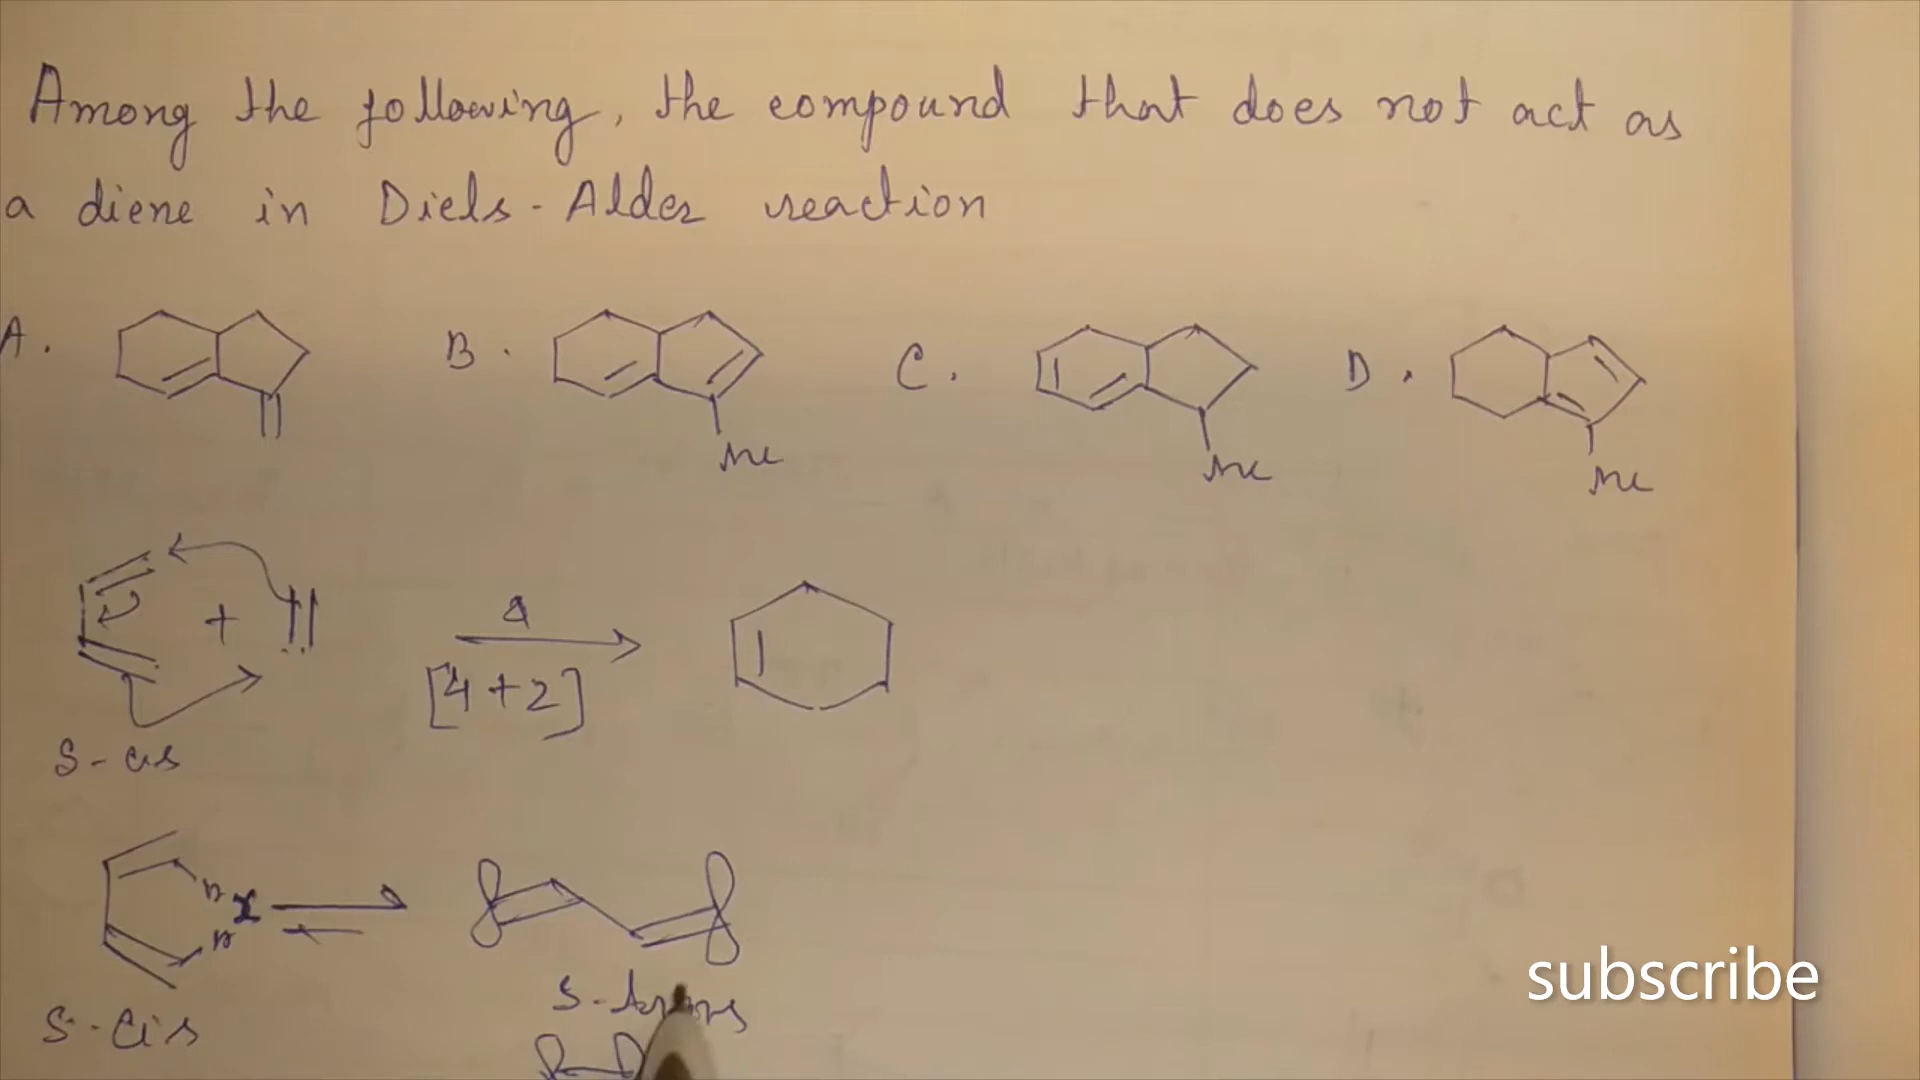 Among the following, the compound that does not act as
a diene in Diels-Alder reaction
A. B. C. D.
Me Me Me
+ Δ
[4+2]
S-cis
H
H
S-cis S-trans
subscribe